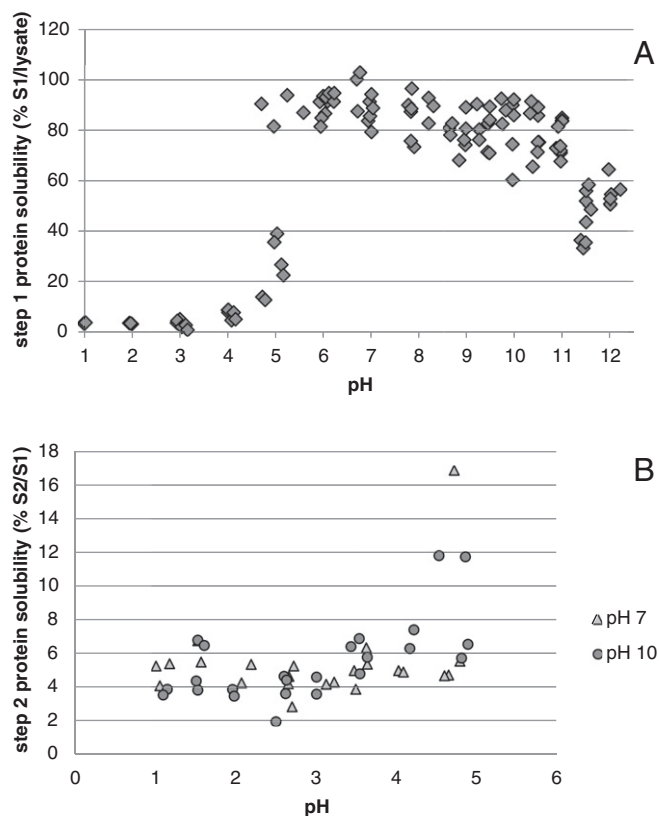 A
step 1 protein solubility (% S1/lysate)
120
100
80
60
40
20
0
1 2 3 4 5 6 7 8 9 10 11 12
pH
B
step 2 protein solubility (% S2/S1)
18
16
14
12
10
8
6
4
2
0
0 1 2 3 4 5 6
pH
pH 7
pH 10